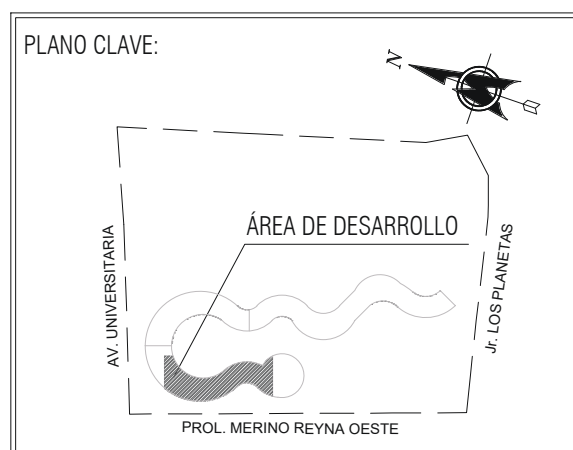 PLANO CLAVE:
N
ÁREA DE DESARROLLO
AV. UNIVERSITARIA
Jr. LOS PLANETAS
PROL. MERINO REYNA OESTE